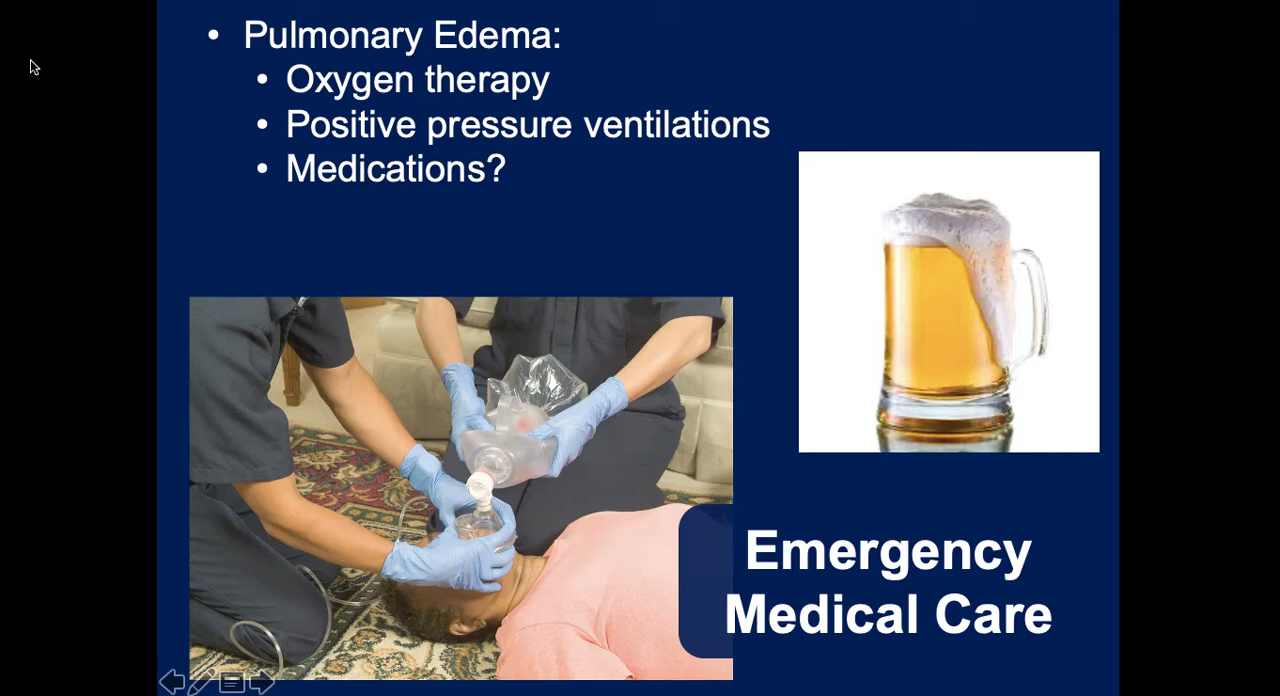 • Pulmonary Edema:
• Oxygen therapy
• Positive pressure ventilations
• Medications?
Emergency
Medical Care